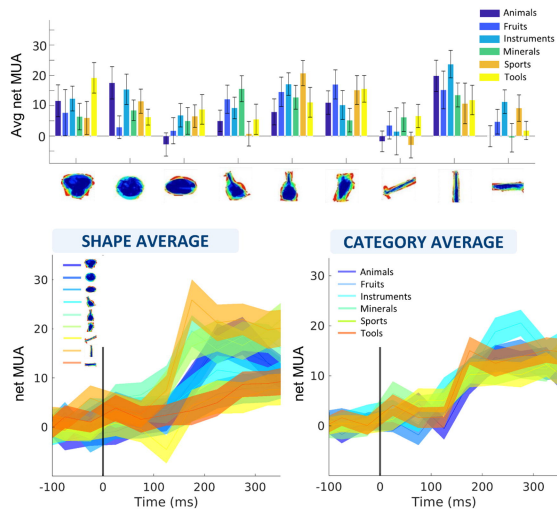 Animals
Fruits
Instruments
Minerals
Sports
Tools
Avg net MUA
30
20
10
0
SHAPE AVERAGE
CATEGORY AVERAGE
net MUA
30
20
10
0
-100 0 100 200 300
Time (ms)
Animals
Fruits
Instruments
Minerals
Sports
Tools
net MUA
30
20
10
0
-100 0 100 200 300
Time (ms)